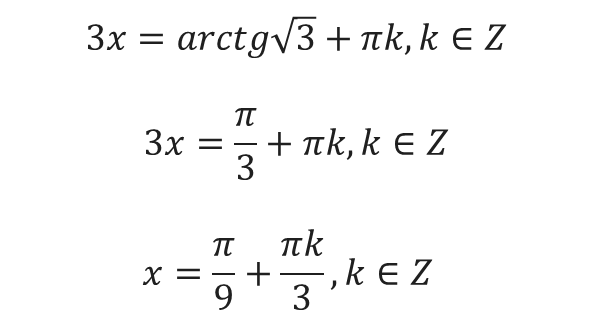 3x = arctg√3 + πk, k ∈ Z
3x = π/3 + πk, k ∈ Z
x = π/9 + πk/3, k ∈ Z